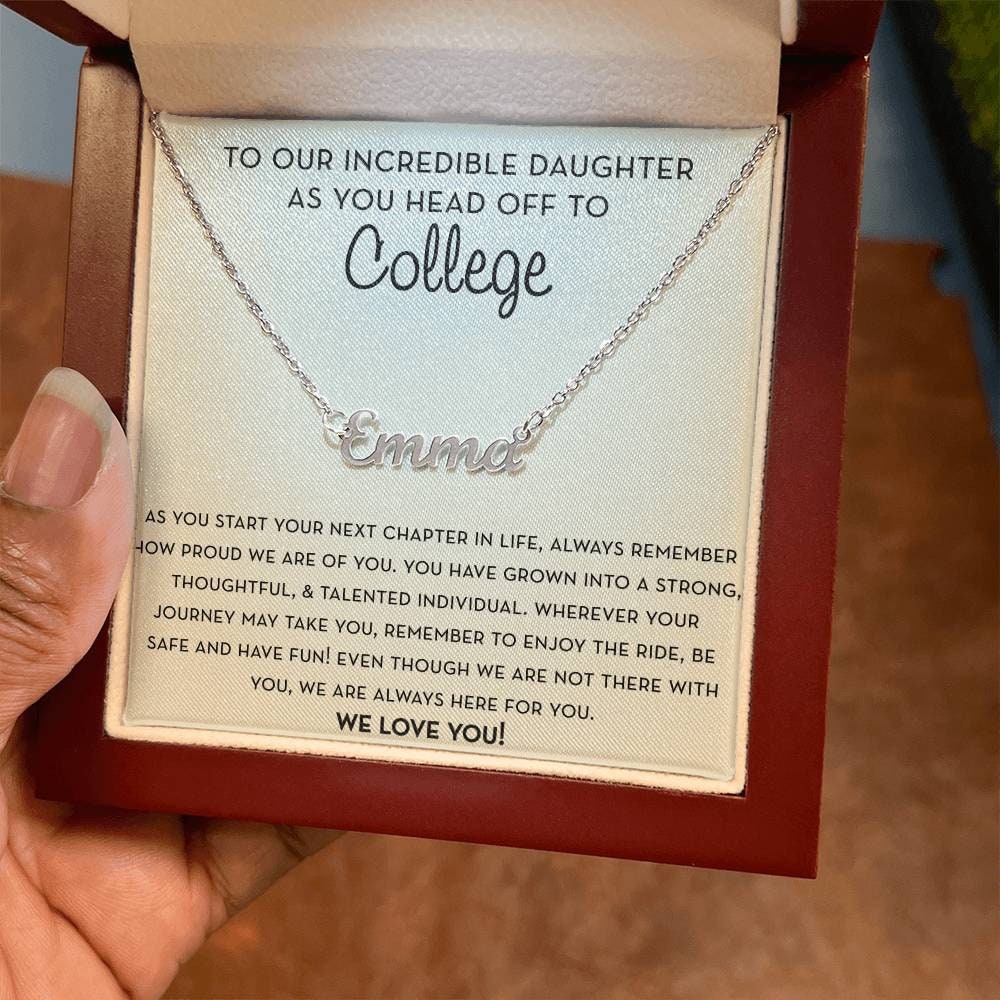 TO OUR INCREDIBLE DAUGHTER
AS YOU HEAD OFF TO
College
Emma
AS YOU START YOUR NEXT CHAPTER IN LIFE, ALWAYS REMEMBER
HOW PROUD WE ARE OF YOU. YOU HAVE GROWN INTO A STRONG,
THOUGHTFUL, & TALENTED INDIVIDUAL. WHEREVER YOUR
JOURNEY MAY TAKE YOU, REMEMBER TO ENJOY THE RIDE, BE
SAFE AND HAVE FUN! EVEN THOUGH WE ARE NOT THERE WITH
YOU, WE ARE ALWAYS HERE FOR YOU.
WE LOVE YOU!